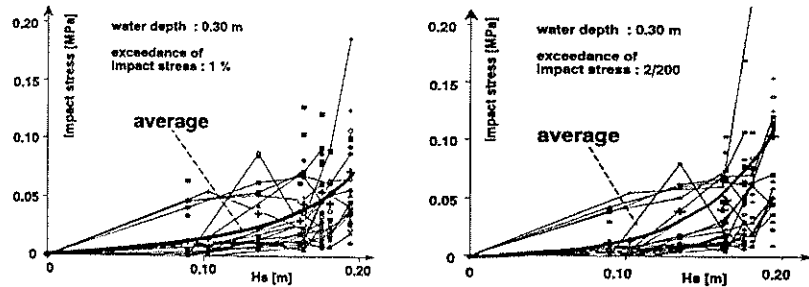 0.20
water depth : 0.30 m
exceedance of
impact stress : 1 %
0.15
Impact stress [MPa]
average
0.10
0.05
0
0.10
0.20
Hs [m]
0.20
water depth : 0.30 m
exceedance of
impact stress : 2/200
0.15
Impact stress [MPa]
0.10
average
0.05
0
0
0.10
0.20
Hs [m]